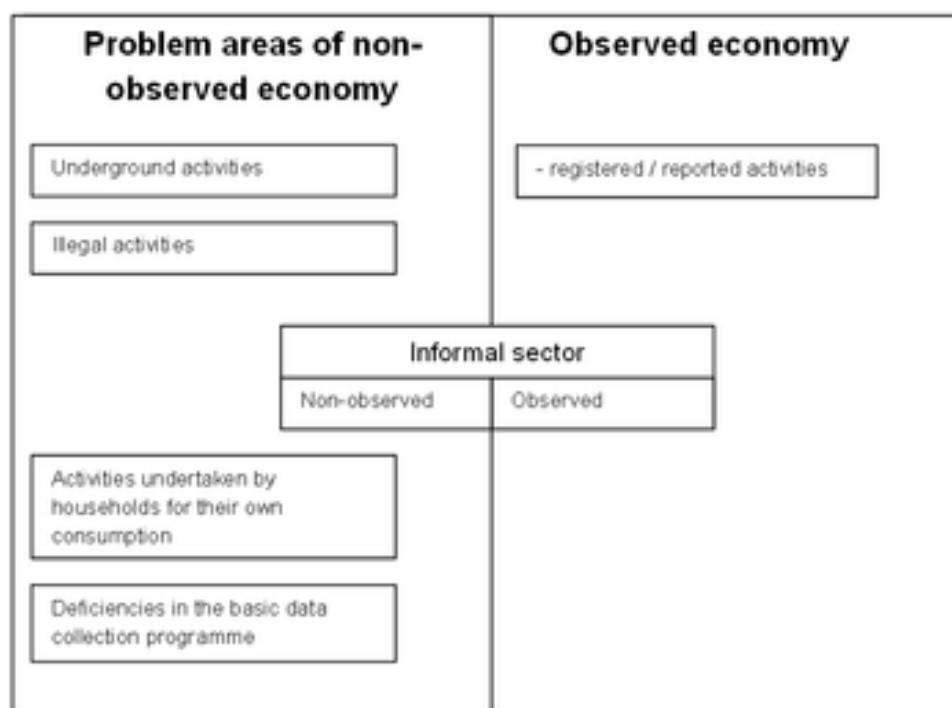 Problem areas of non-
observed economy
Observed economy
Underground activities
- registered / reported activities
Illegal activities
Informal sector
Non-observed
Observed
Activities undertaken by
households for their own
consumption
Deficiencies in the basic data
collection programme